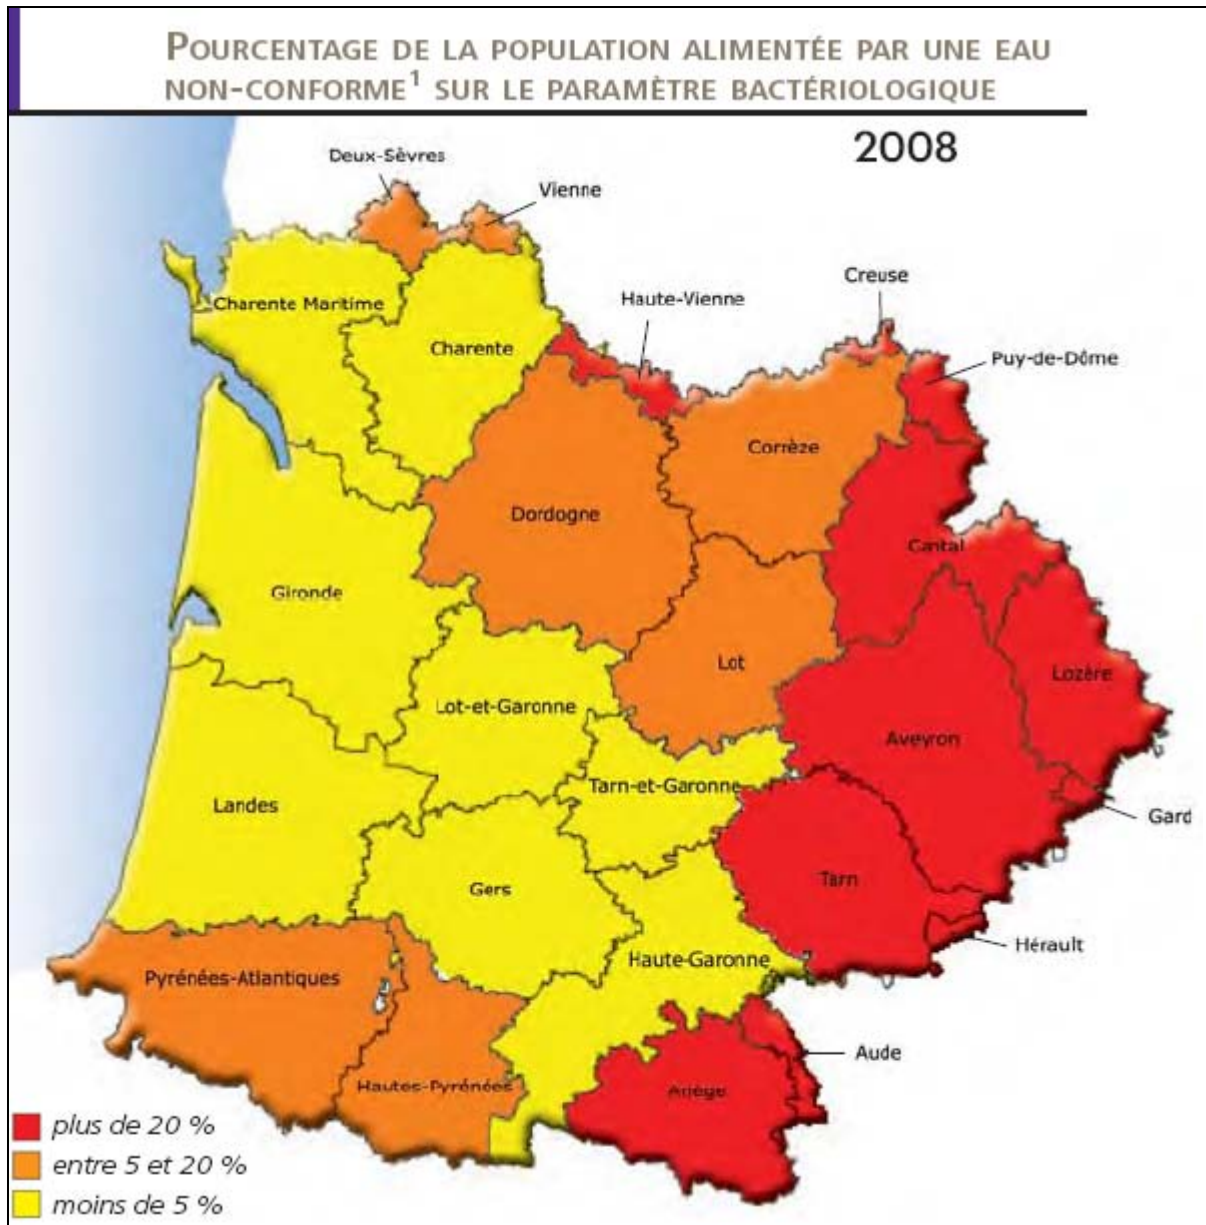 POURCENTAGE DE LA POPULATION ALIMENTÉE PAR UNE EAU
NON-CONFORME¹ SUR LE PARAMÈTRE BACTÉRIOLOGIQUE
2008
Deux-Sèvres
Vienne
Creuse
Haute-Vienne
Charente Maritime
Charente
Puy-de-Dôme
Corrèze
Dordogne
Cantal
Gironde
Lot
Lozère
Lot-et-Garonne
Aveyron
Tarn-et-Garonne
Landes
Gard
Tarn
Gers
Hérault
Haute-Garonne
Pyrénées-Atlantiques
Aude
Hautes-Pyrénées
Ariège
plus de 20 %
entre 5 et 20 %
moins de 5 %